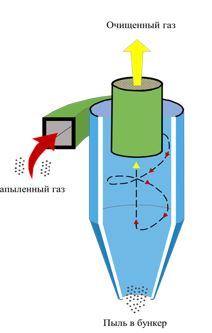 Очищенный газ
апыленный газ
Пыль в бункер